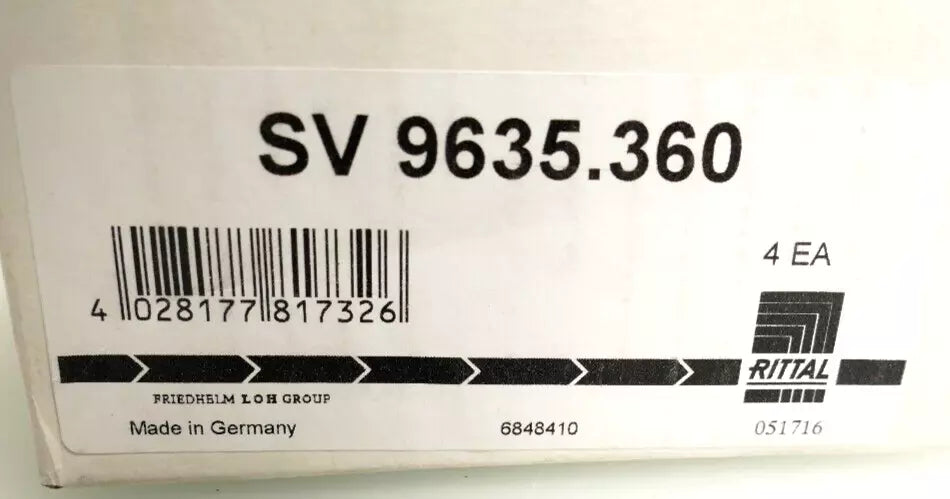 SV 9635.360
4 028177 817326
4 EA
RITTAL
FRIEDHELM LOH GROUP
Made in Germany
6848410
051716